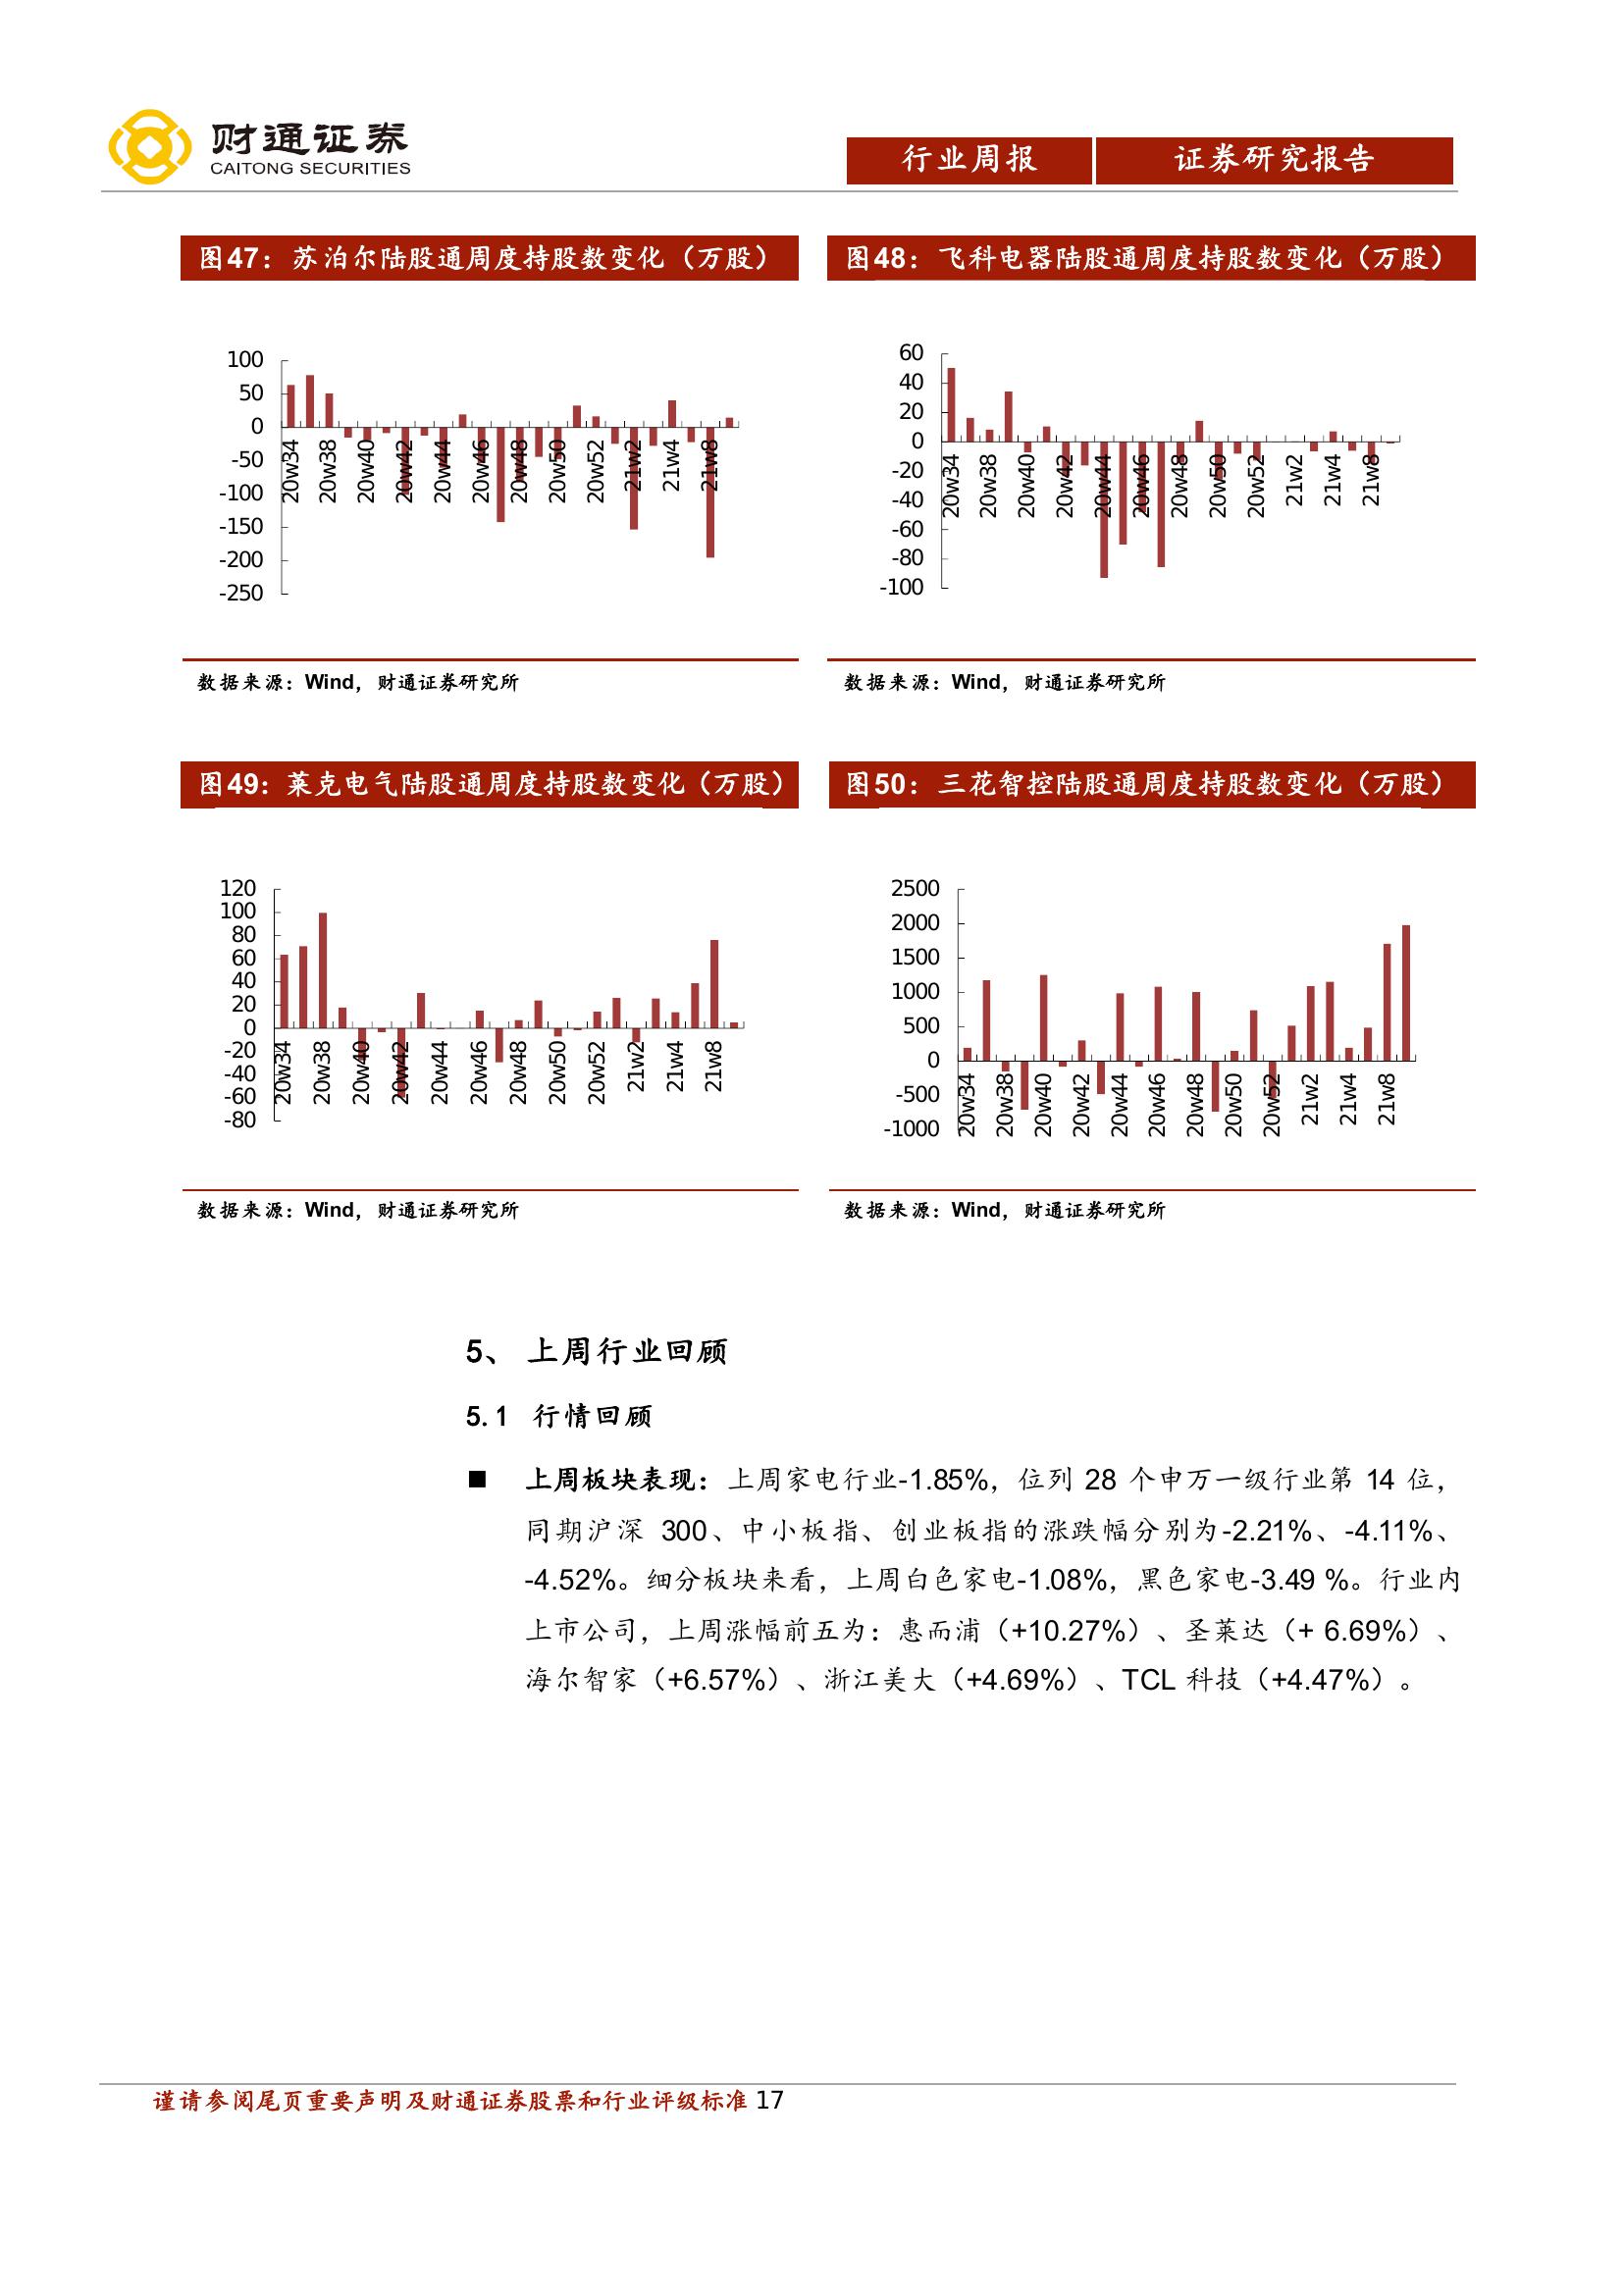 财通证券
CAITONG SECURITIES
行业周报
证券研究报告
图47：苏泊尔陆股通周度持股数变化（万股）
100
50
0
-50
-100
-150
-200
-250
20w34
20w38
20w40
20w42
20w44
20w46
20w48
20w50
20w52
21w2
21w4
21w8
数据来源：Wind，财通证券研究所
图48：飞科电器陆股通周度持股数变化（万股）
60
40
20
0
-20
-40
-60
-80
-100
20w34
20w38
20w40
20w42
20w44
20w46
20w48
20w50
20w52
21w2
21w4
21w8
数据来源：Wind，财通证券研究所
图49：莱克电气陆股通周度持股数变化（万股）
120
100
80
60
40
20
0
-20
-40
-60
-80
20w34
20w38
20w40
20w42
20w44
20w46
20w48
20w50
20w52
21w2
21w4
21w8
数据来源：Wind，财通证券研究所
图50：三花智控陆股通周度持股数变化（万股）
2500
2000
1500
1000
500
0
-500
-1000
20w34
20w38
20w40
20w42
20w44
20w46
20w48
20w50
20w52
21w2
21w4
21w8
数据来源：Wind，财通证券研究所
5、 上周行业回顾
5.1 行情回顾
■ 上周板块表现：上周家电行业-1.85%，位列 28 个申万一级行业第 14 位，
同期沪深 300、中小板指、创业板指的涨跌幅分别为-2.21%、-4.11%、
-4.52%。细分板块来看，上周白色家电-1.08%，黑色家电-3.49 %。行业内
上市公司，上周涨幅前五为：惠而浦（+10.27%）、圣莱达（+ 6.69%）、
海尔智家（+6.57%）、浙江美大（+4.69%）、TCL 科技（+4.47%）。
谨请参阅尾页重要声明及财通证券股票和行业评级标准 17